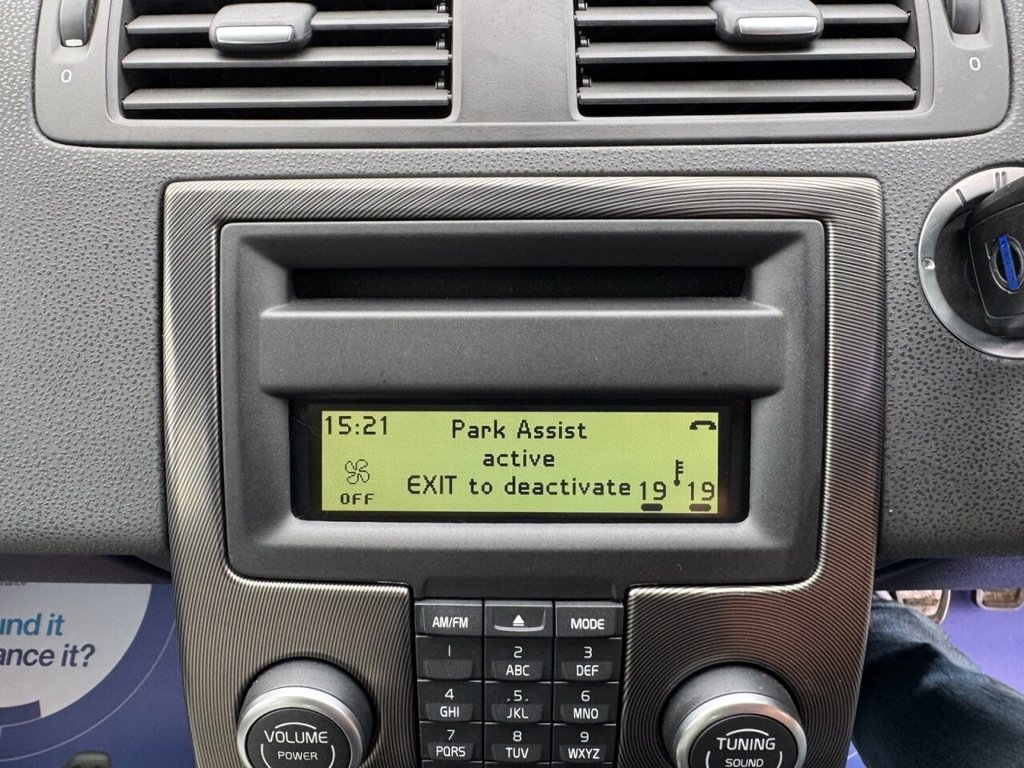 0
0
15:21
Park Assist
active
EXIT to deactivate
OFF
19 19
AM/FM
MODE
1
2
ABC
3
DEF
4
GHI
5
JKL
6
MNO
7
PQRS
8
TUV
9
WXYZ
VOLUME
POWER
TUNING
SOUND
und it
ance it?